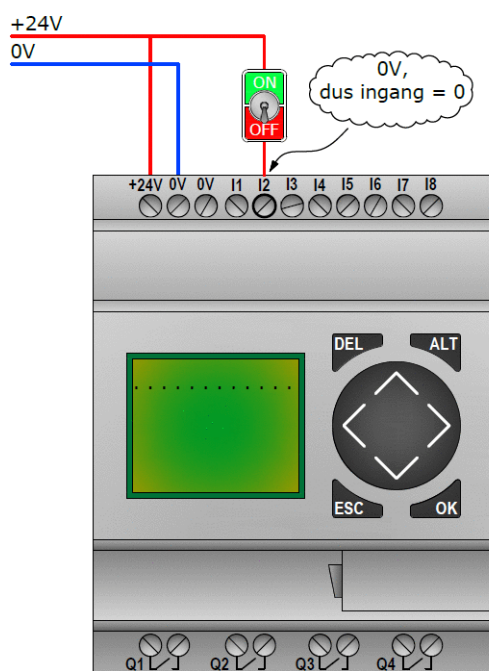 +24V
0V
ON
OFF
0V,
dus ingang = 0
+24V 0V 0V I1 I2 I3 I4 I5 I6 I7 I8
DEL ALT
ESC OK
Q1 Q2 Q3 Q4